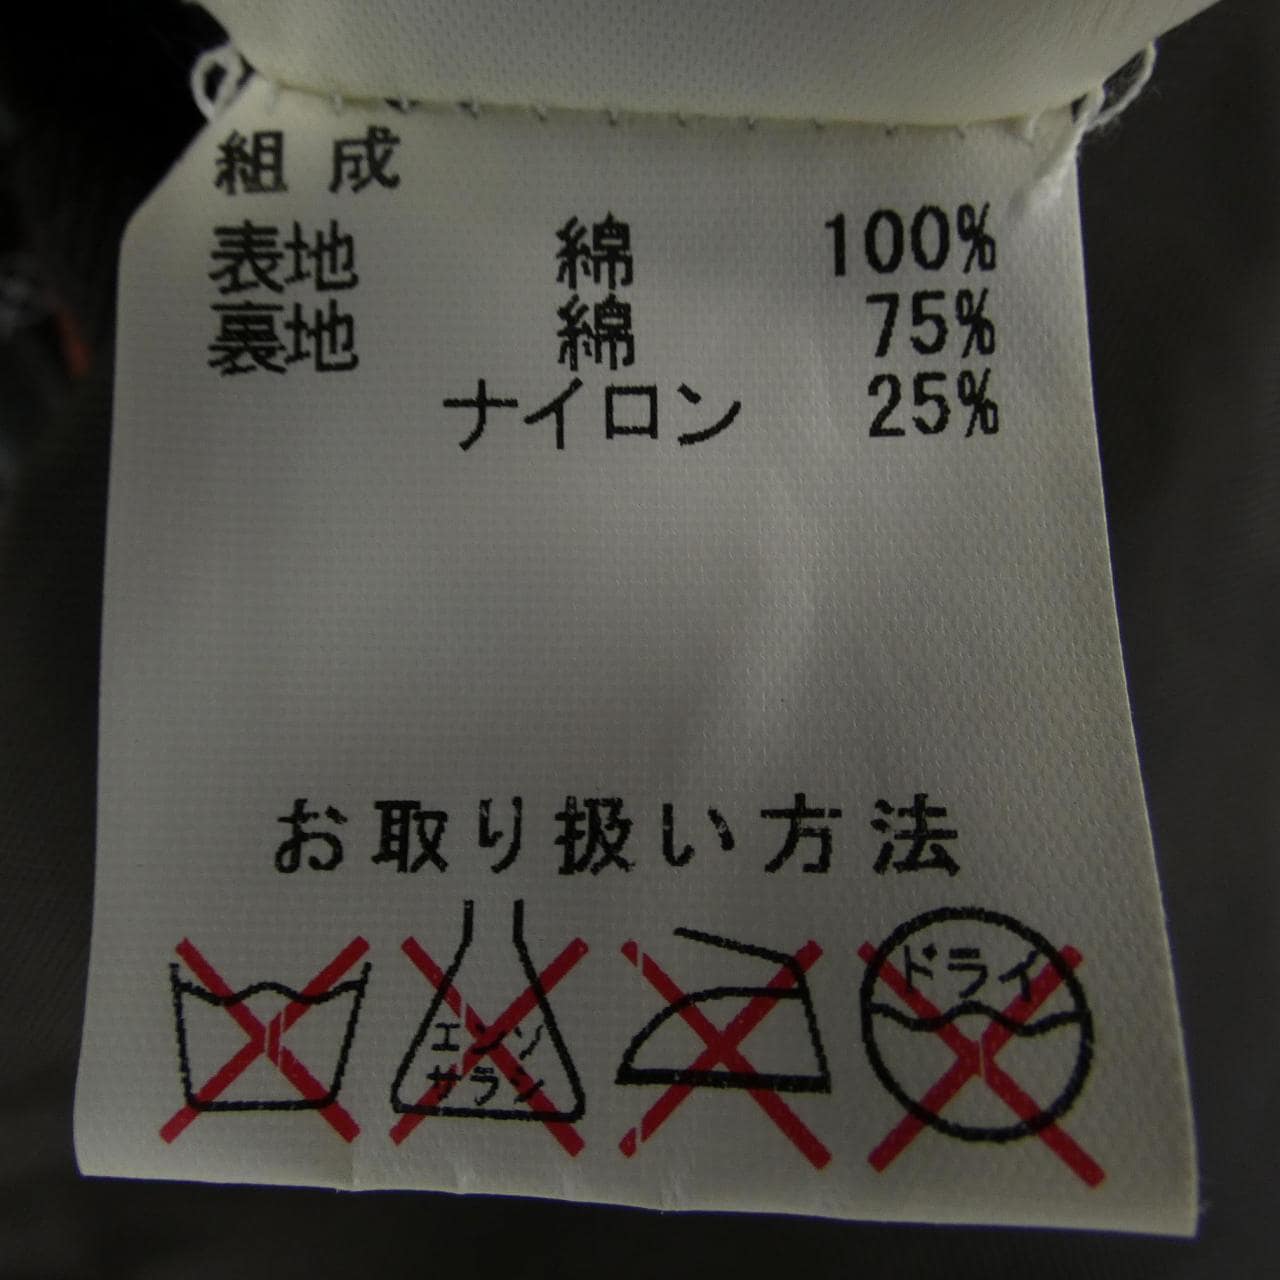 組成
表地 綿 100%
裏地 綿 75%
ナイロン 25%
お取り扱い方法
エンソ
サラシ
ドライ